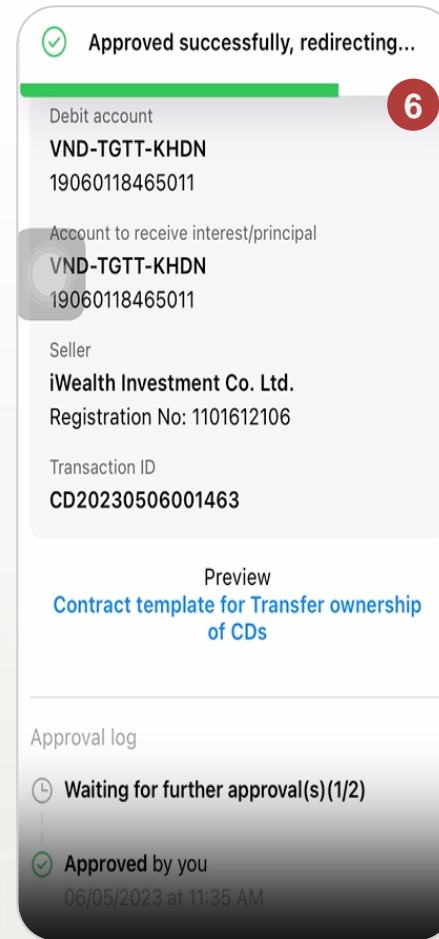 Approved successfully, redirecting...
6
Debit account
VND-TGTT-KHDN
19060118465011
Account to receive interest/principal
VND-TGTT-KHDN
19060118465011
Seller
iWealth Investment Co. Ltd.
Registration No: 1101612106
Transaction ID
CD20230506001463
Preview
Contract template for Transfer ownership
of CDs
Approval log
Waiting for further approval(s)(1/2)
Approved by you
06/05/2023 at 11:35 AM